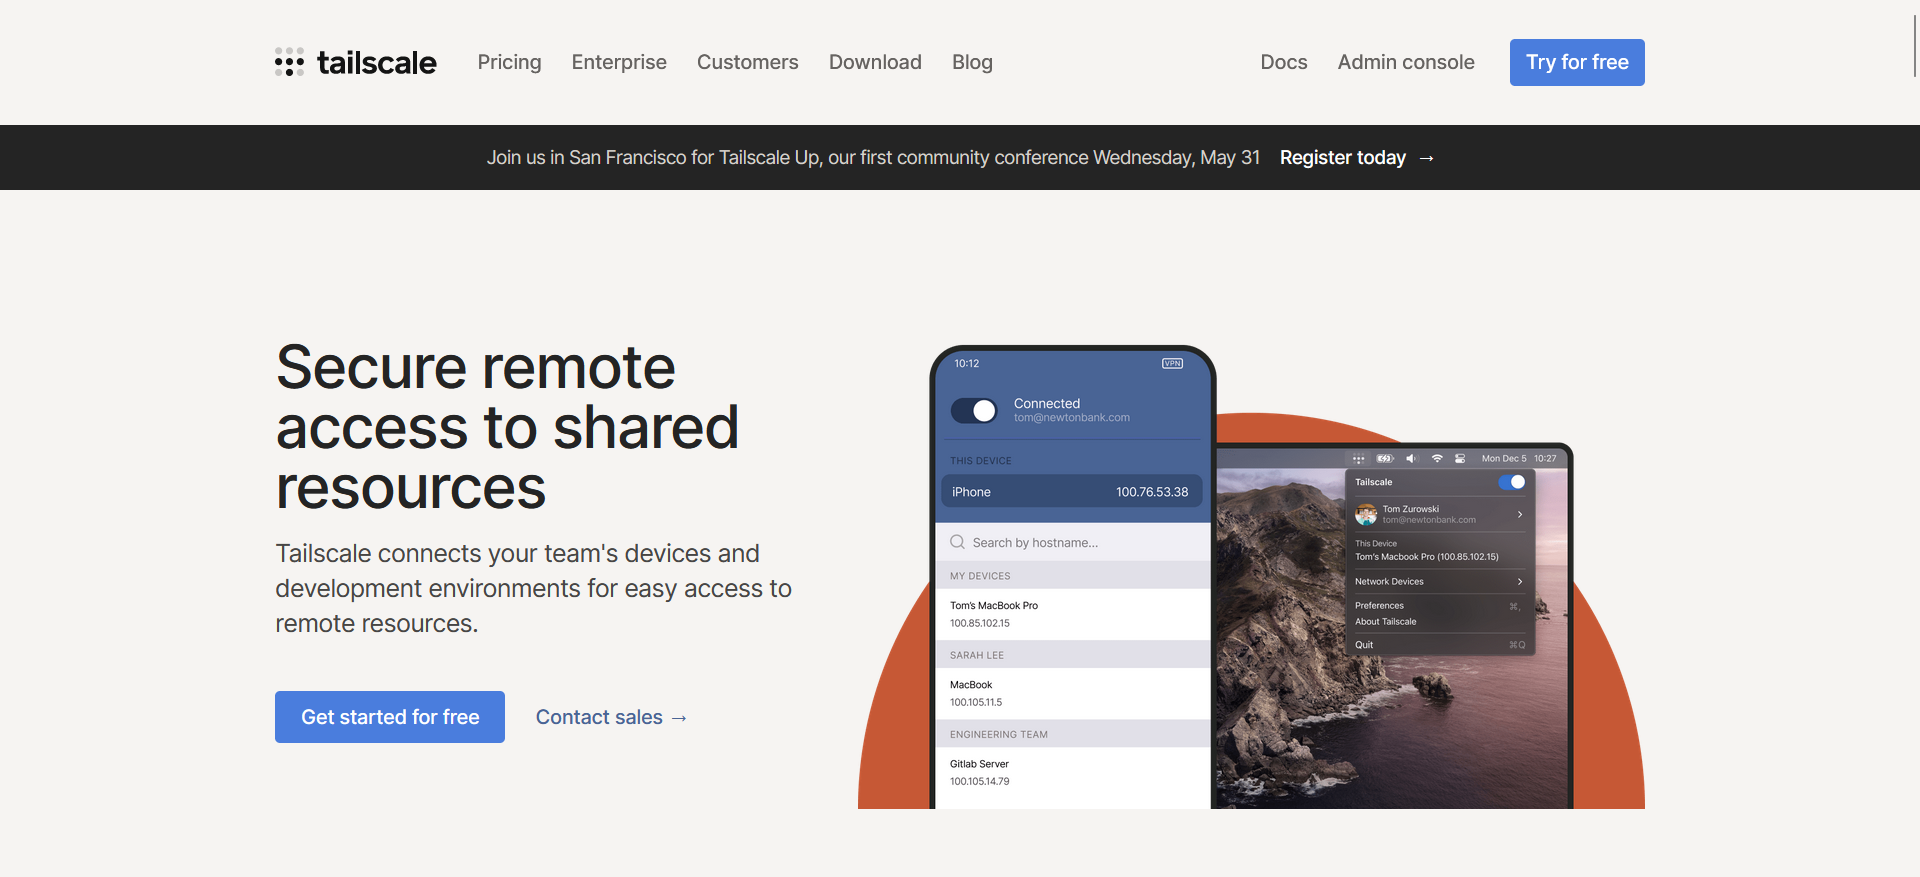 tailscale Pricing Enterprise Customers Download Blog Docs Admin console Try for free
Join us in San Francisco for Tailscale Up, our first community conference Wednesday, May 31 Register today →
Secure remote
access to shared
resources
Tailscale connects your team's devices and
development environments for easy access to
remote resources.
Get started for free Contact sales →
10:12 VPN
Connected
tom@newtonbank.com
THIS DEVICE
iPhone 100.76.53.38
Search by hostname...
MY DEVICES
Tom's MacBook Pro
100.85.102.15
SARAH LEE
MacBook
100.105.11.5
ENGINEERING TEAM
Gitlab Server
100.105.14.79
Mon Dec 5 10:27
Tailscale
Tom Zurowski
tom@newtonbank.com
This Device
Tom's Macbook Pro (100.85.102.15)
Network Devices
Preferences ⌘,
About Tailscale
Quit ⌘Q